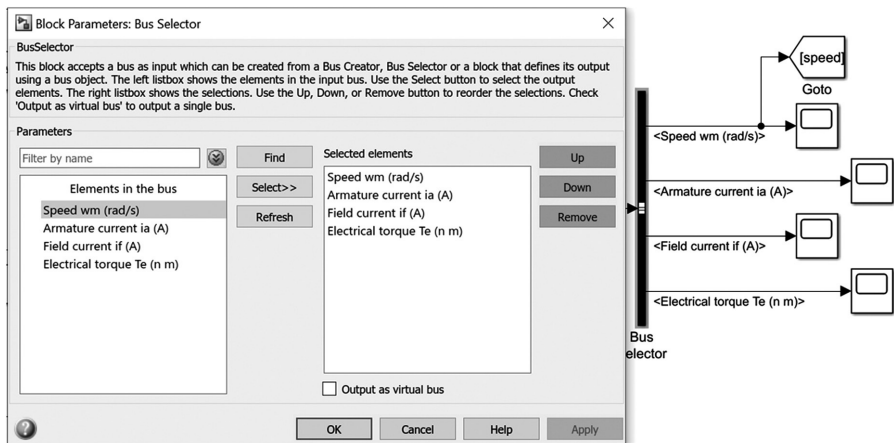 Block Parameters: Bus Selector
BusSelector
This block accepts a bus as input which can be created from a Bus Creator, Bus Selector or a block that defines its output
using a bus object. The left listbox shows the elements in the input bus. Use the Select button to select the output
elements. The right listbox shows the selections. Use the Up, Down, or Remove button to reorder the selections. Check
'Output as virtual bus' to output a single bus.
Parameters
Filter by name
Find
Select>>
Refresh
Elements in the bus
Speed wm (rad/s)
Armature current ia (A)
Field current if (A)
Electrical torque Te (n m)
Selected elements
Speed wm (rad/s)
Armature current ia (A)
Field current if (A)
Electrical torque Te (n m)
Up
Down
Remove
Output as virtual bus
OK
Cancel
Help
Apply
[speed]
Goto
<Speed wm (rad/s)>
<Armature current ia (A)>
<Field current if (A)>
<Electrical torque Te (n m)>
Bus
elector